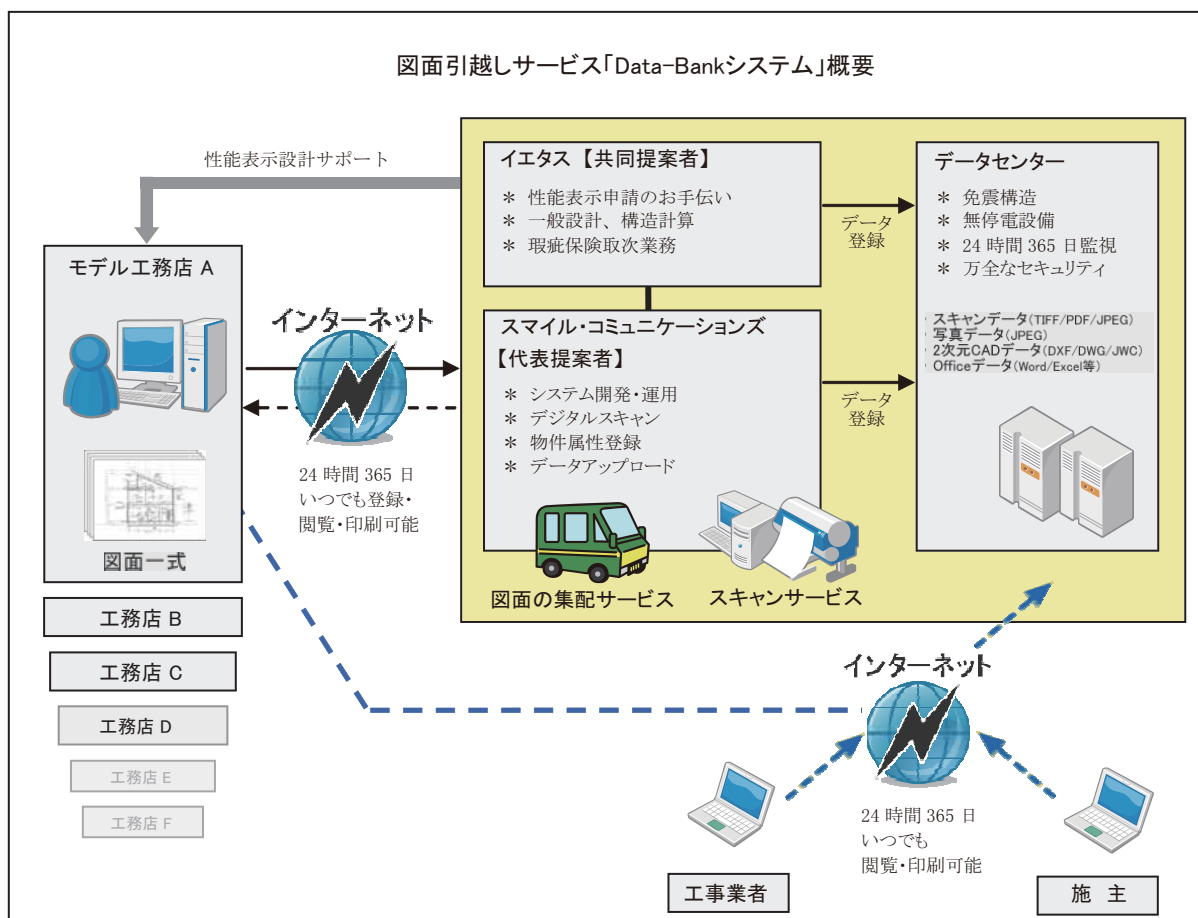 図面引越しサービス「Data-Bankシステム」概要
性能表示設計サポート
イエタス 【共同提案者】
＊ 性能表示申請のお手伝い
＊ 一般設計、構造計算
＊ 瑕疵保険取次業務
データ
登録
データセンター
＊ 免震構造
＊ 無停電設備
＊ 24 時間 365 日監視
＊ 万全なセキュリティ
・スキャンデータ(TIFF/PDF/JPEG)
・写真データ(JPEG)
・2次元CADデータ(DXF/DWG/JWC)
・Officeデータ(Word/Excel等)
モデル工務店 A
図面一式
インターネット
24 時間 365 日
いつでも登録・
閲覧・印刷可能
スマイル・コミュニケーションズ
【代表提案者】
＊ システム開発・運用
＊ デジタルスキャン
＊ 物件属性登録
＊ データアップロード
データ
登録
図面の集配サービス
スキャンサービス
工務店 B
工務店 C
工務店 D
工務店 E
工務店 F
インターネット
24 時間 365 日
いつでも
閲覧・印刷可能
工事業者
施 主